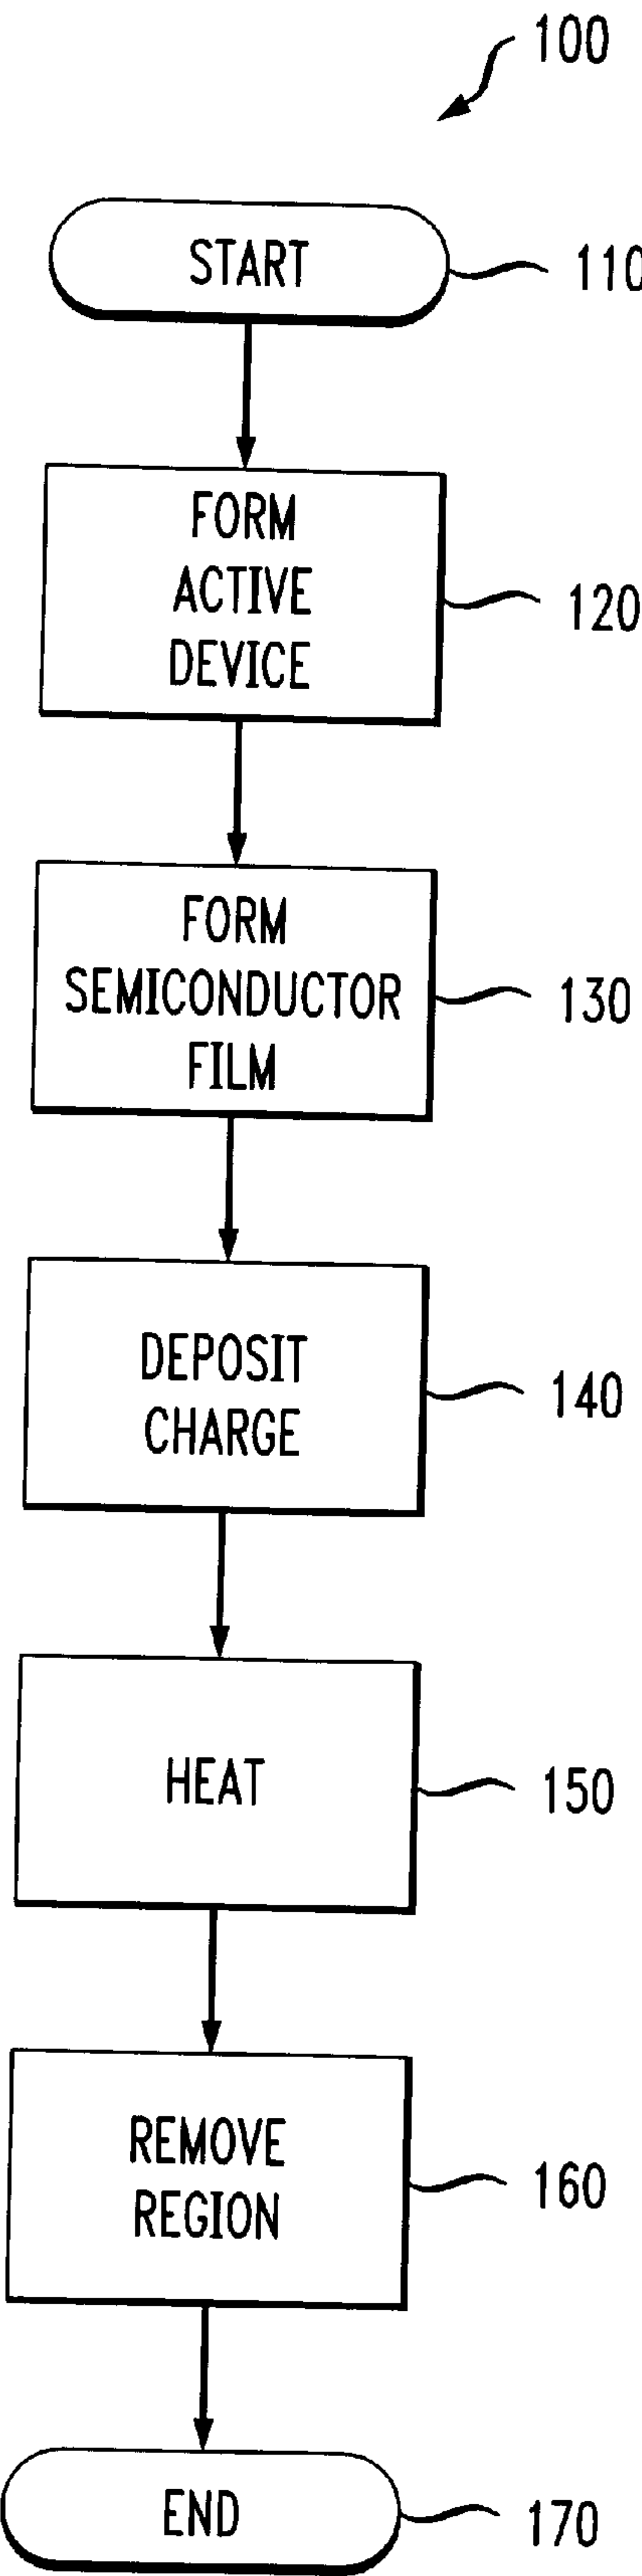 100
START
110
FORM
ACTIVE
DEVICE
120
FORM
SEMICONDUCTOR
FILM
130
DEPOSIT
CHARGE
140
HEAT
150
REMOVE
REGION
160
END
170